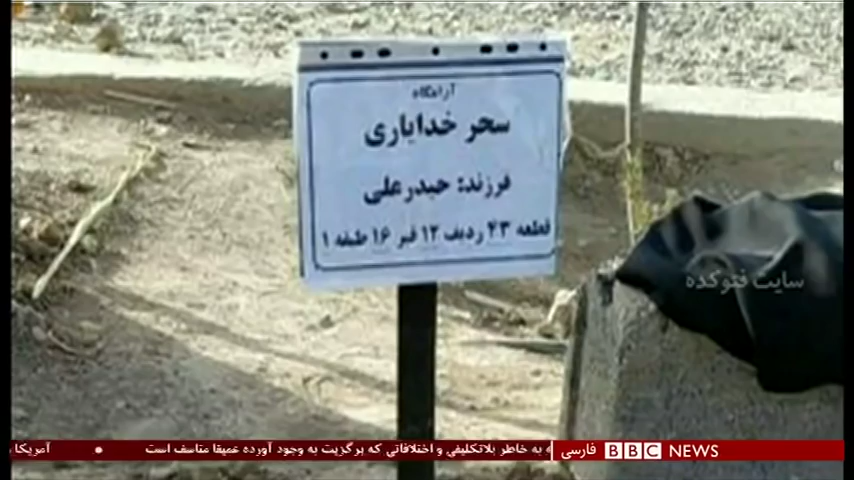 آرامگاه
سحر خدایاری
فرزند: حیدرعلی
قطعه ۴۳ ردیف ۱۲ قبر ۱۶ طبقه ۱
سایت فتوکده
به خاطر بلاتکلیفی و اختلافاتی که برگزیت به وجود آورده عمیقا متاسف است • آمریکا
BBC NEWS فارسی